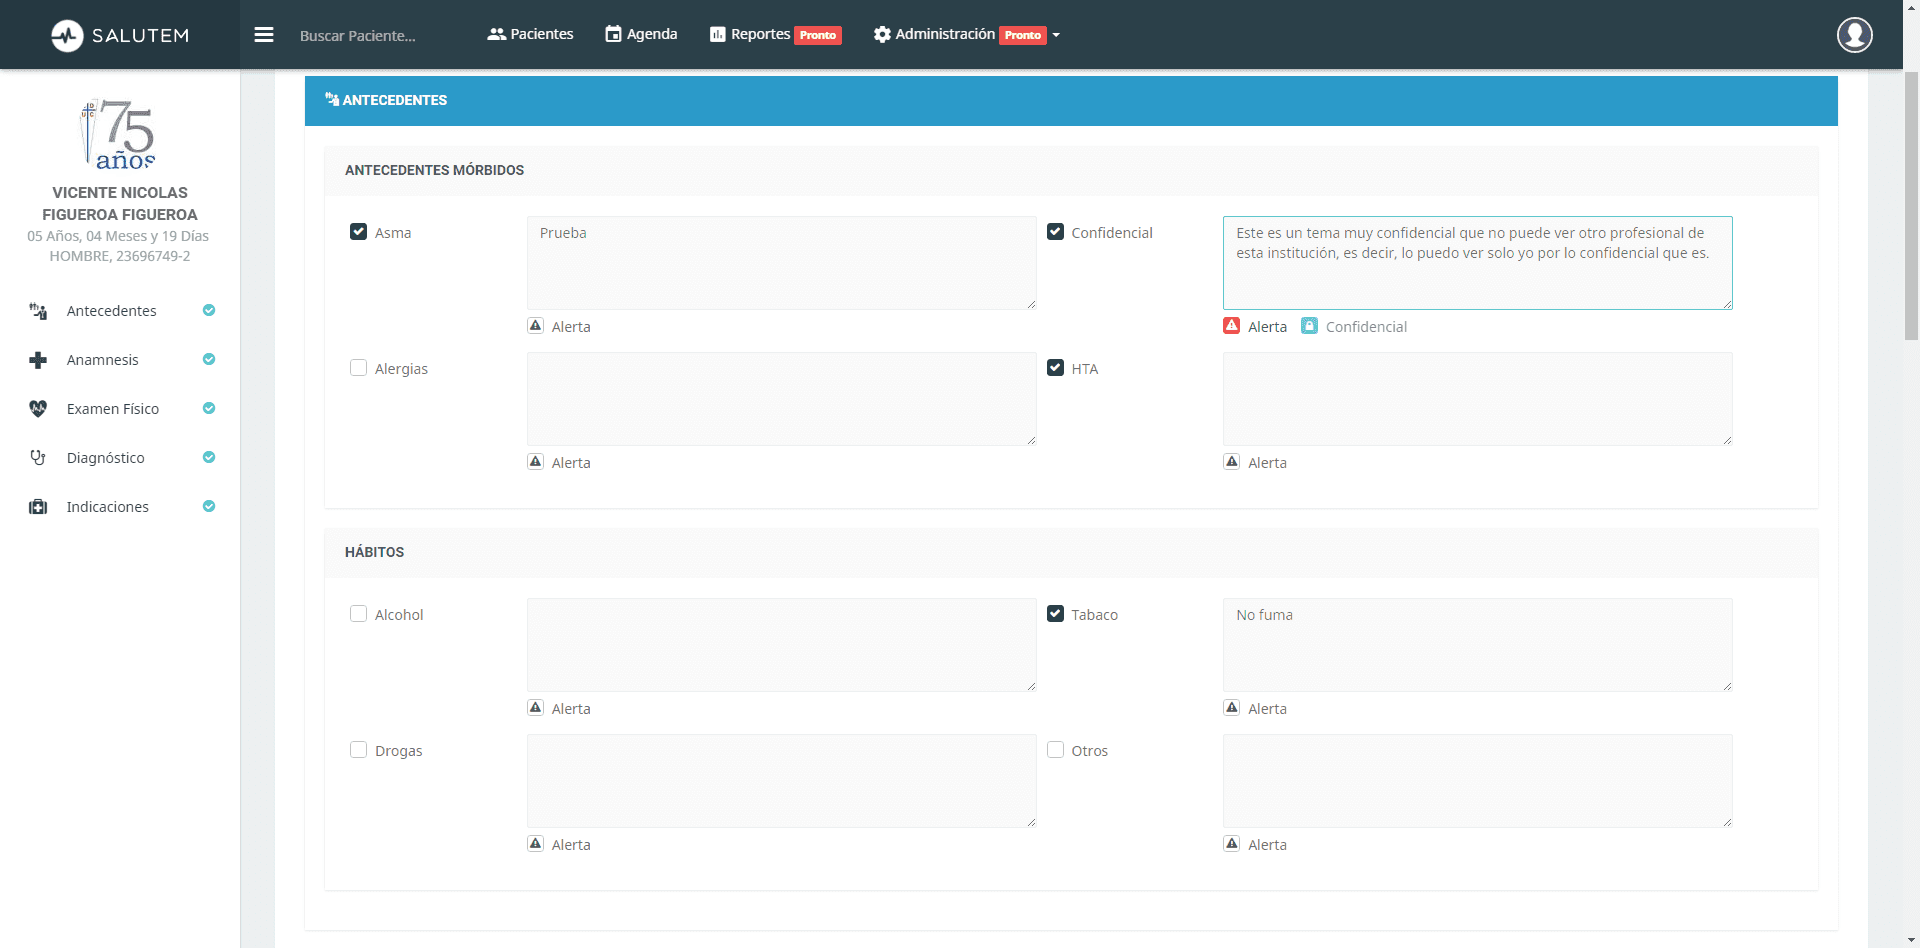 SALUTEM
Buscar Paciente...
Pacientes
Agenda
Reportes Pronto
Administración Pronto
D
U C
75
años
VICENTE NICOLAS
FIGUEROA FIGUEROA
05 Años, 04 Meses y 19 Días
HOMBRE, 23696749-2
Antecedentes
Anamnesis
Examen Físico
Diagnóstico
Indicaciones
ANTECEDENTES
ANTECEDENTES MÓRBIDOS
Asma
Prueba
Alerta
Confidencial
Este es un tema muy confidencial que no puede ver otro profesional de
esta institución, es decir, lo puedo ver solo yo por lo confidencial que es.
Alerta Confidencial
Alergias
Alerta
HTA
Alerta
HÁBITOS
Alcohol
Alerta
Tabaco
No fuma
Alerta
Drogas
Alerta
Otros
Alerta